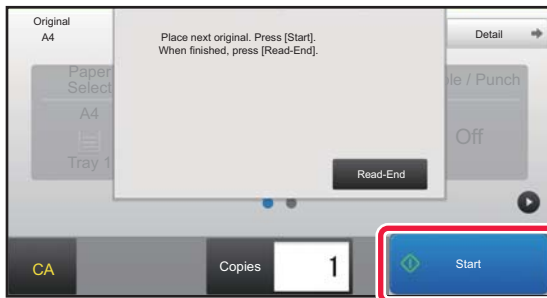 Original
A4
Place next original. Press [Start].
When finished, press [Read-End].
Detail
Paper
Select
A4
Tray 1
le / Punch
Off
Read-End
CA
Copies
1
Start